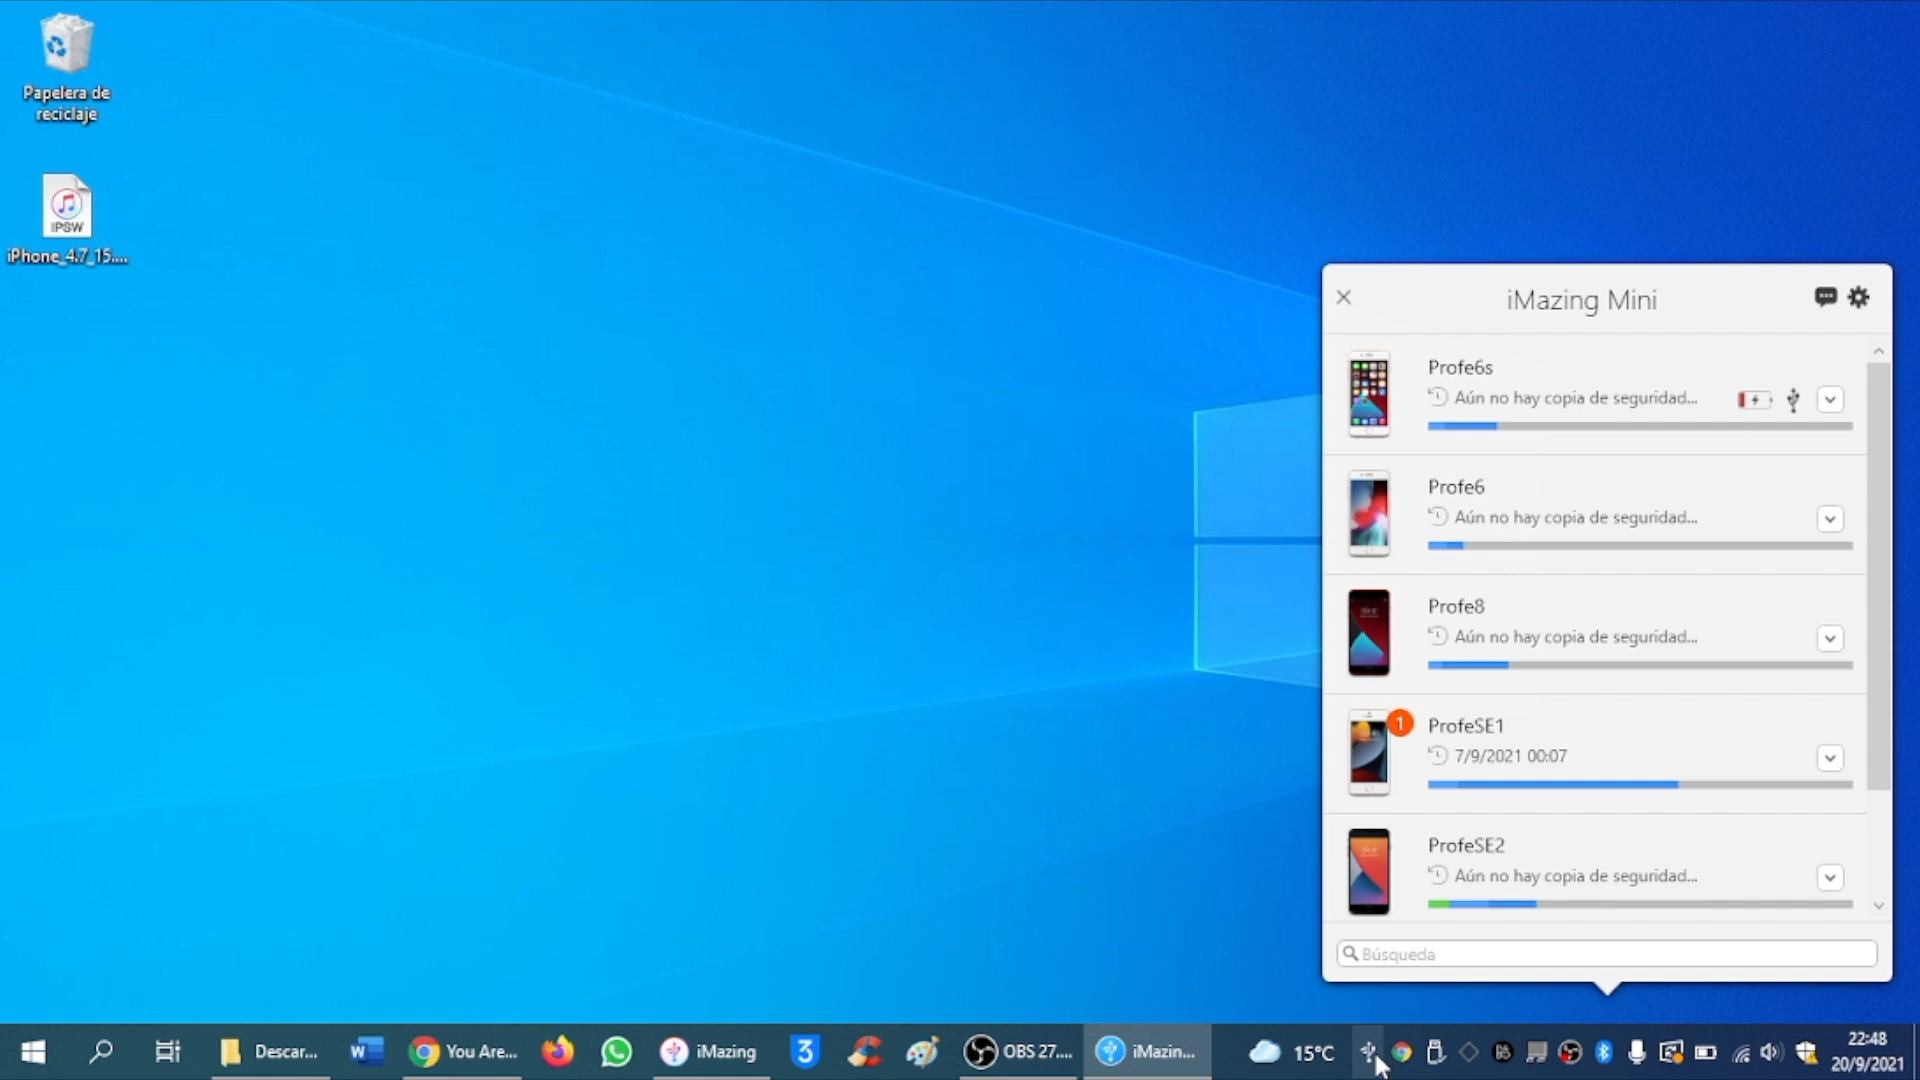 Papelera de
reciclaje
IPSW
iPhone_4.7_15....
iMazing Mini
Profe6s
Aún no hay copia de seguridad...
Profe6
Aún no hay copia de seguridad...
Profe8
Aún no hay copia de seguridad...
1
ProfeSE1
7/9/2021 00:07
ProfeSE2
Aún no hay copia de seguridad...
Búsqueda
Descar...
You Are...
iMazing
3
OBS 27....
iMazin...
15°C
22:48
20/9/2021